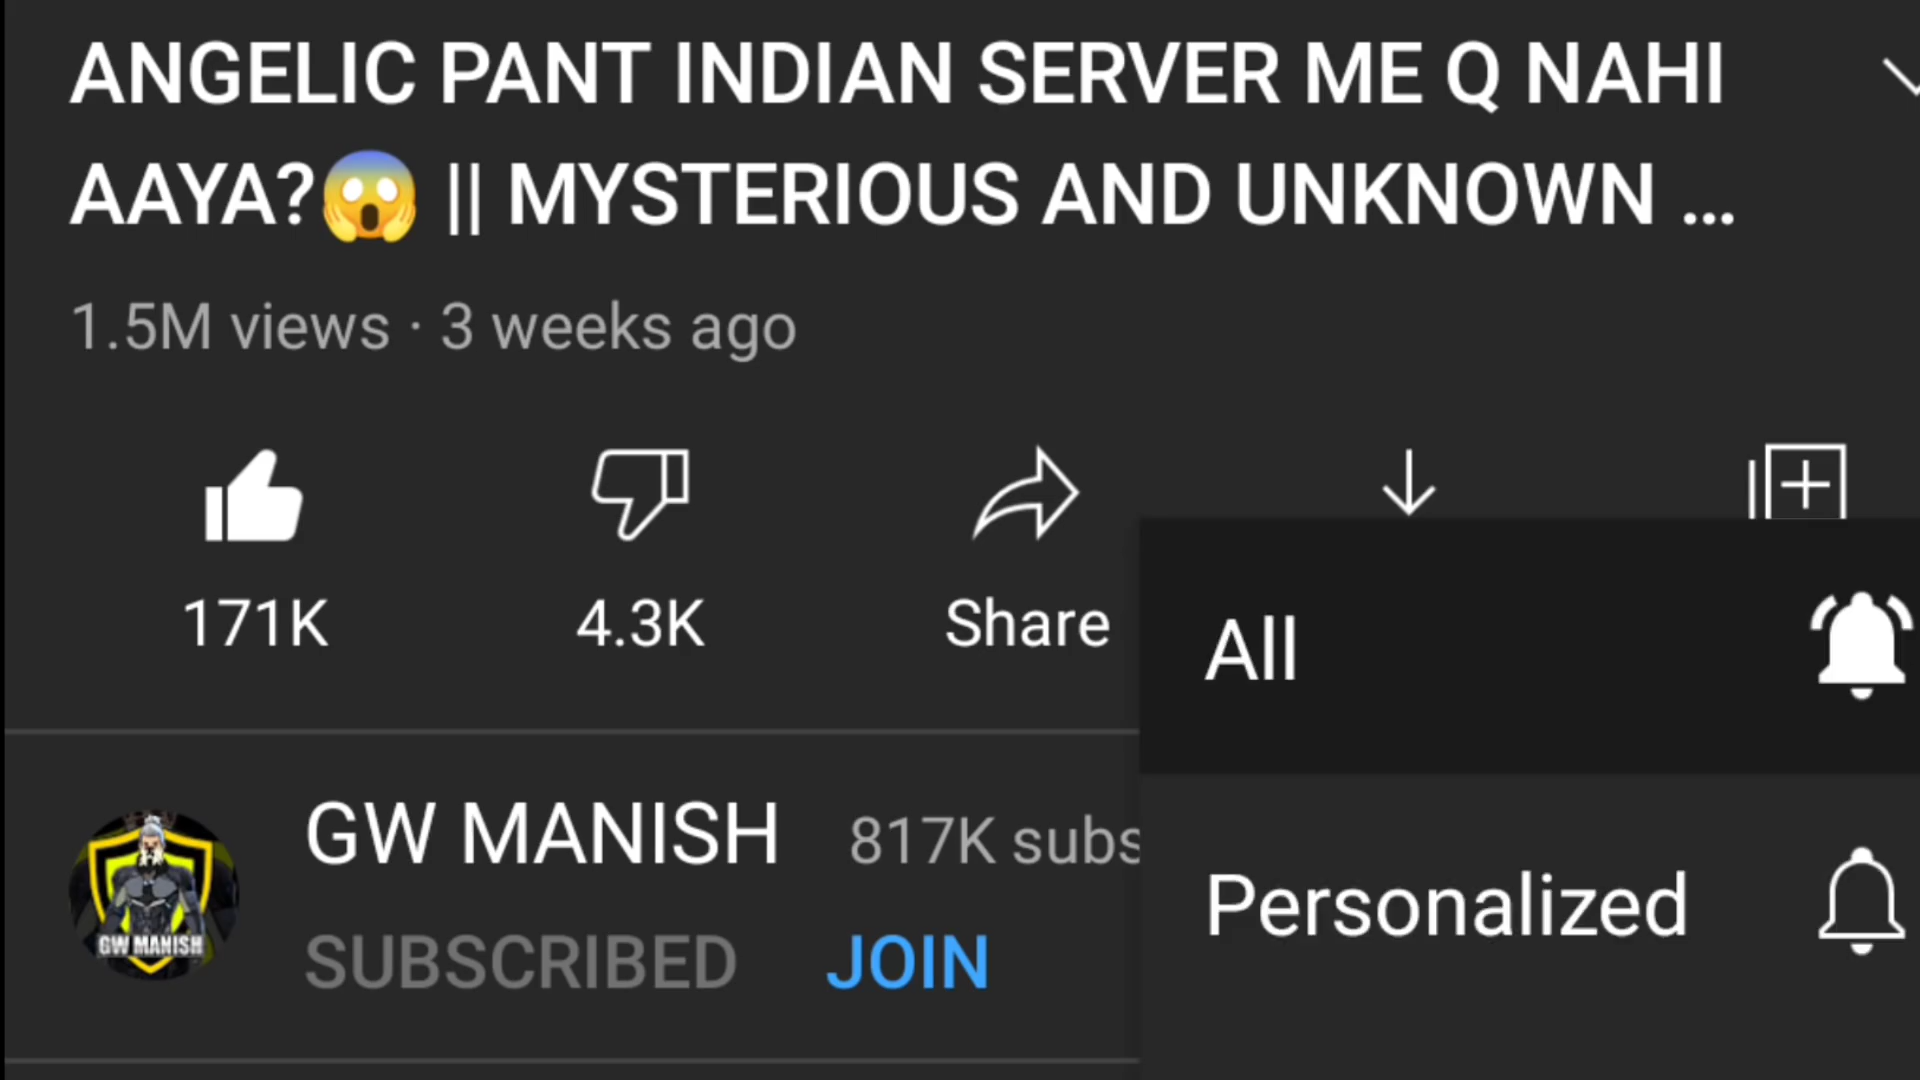 ANGELIC PANT INDIAN SERVER ME Q NAHI
AAYA?😱 || MYSTERIOUS AND UNKNOWN ...
1.5M views · 3 weeks ago
171K
4.3K
Share
All
GW MANISH 817K subs
Personalized
SUBSCRIBED JOIN
GW MANISH